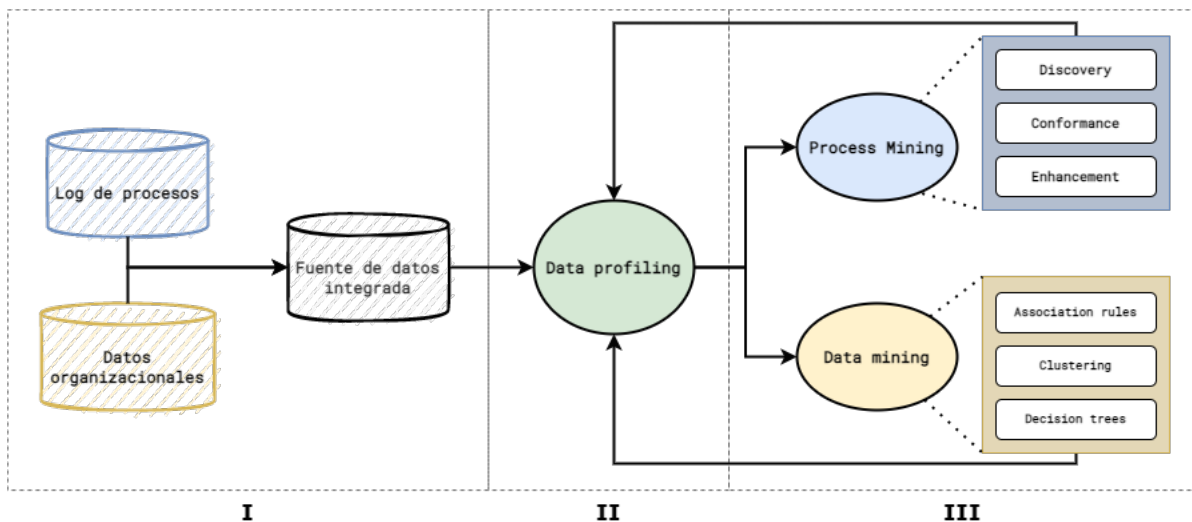 Log de procesos
Datos
organizacionales
Fuente de datos
integrada
Data profiling
Process Mining
Discovery
Conformance
Enhancement
Data mining
Association rules
Clustering
Decision trees
I
II
III